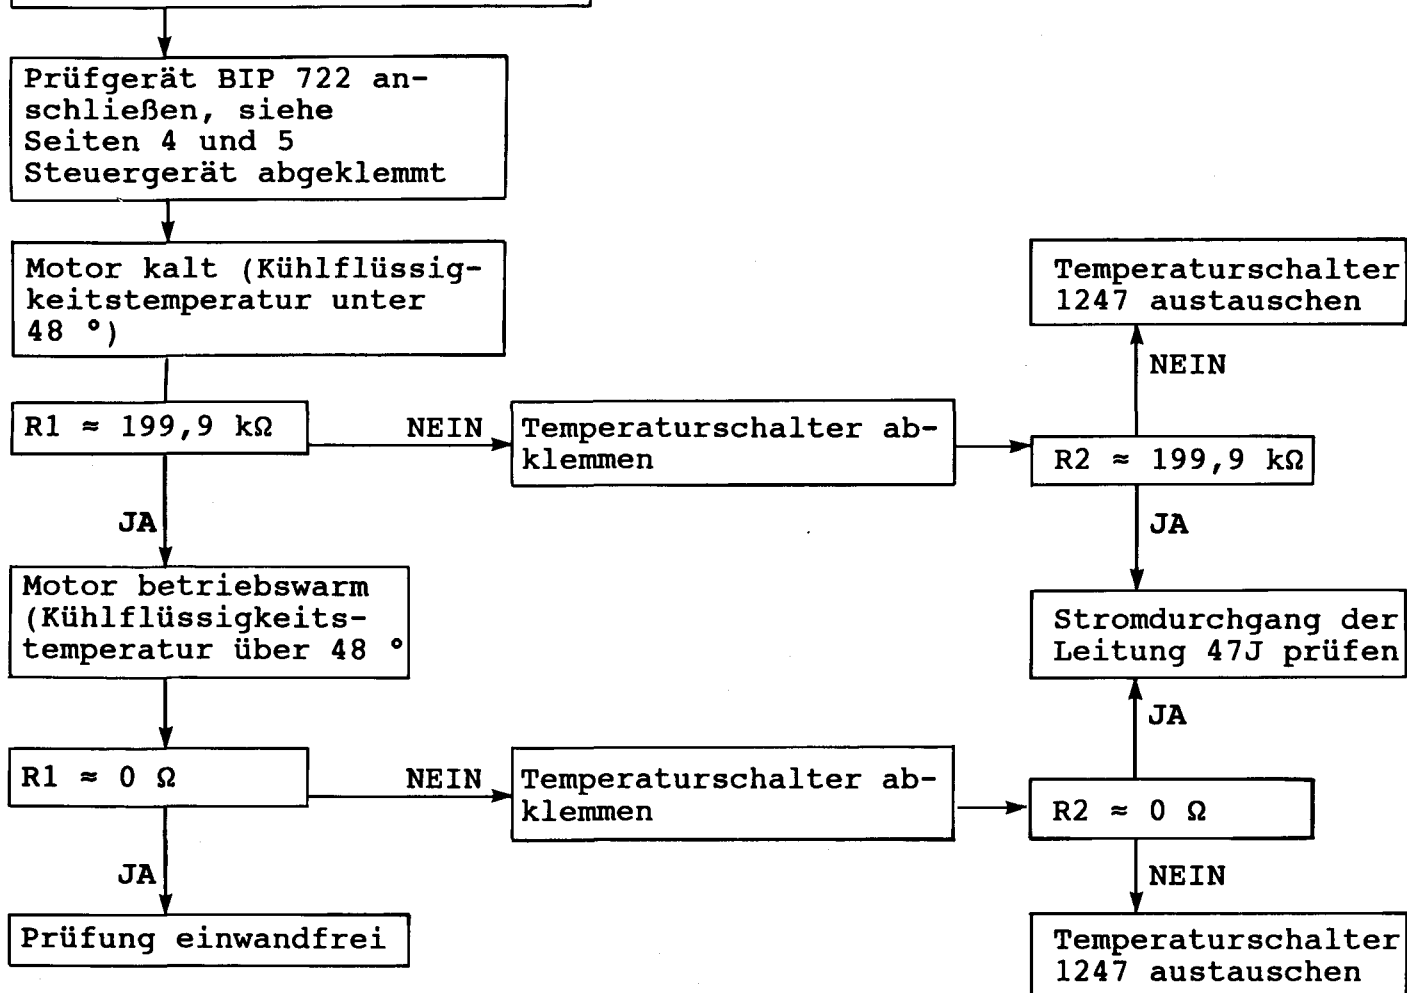 Prüfgerät BIP 722 an-
schließen, siehe
Seiten 4 und 5
Steuergerät abgeklemmt
Motor kalt (Kühlflüssig-
keitstemperatur unter
48 °)
R1 ≈ 199,9 kΩ
NEIN
Temperaturschalter ab-
klemmen
R2 ≈ 199,9 kΩ
NEIN
Temperaturschalter
1247 austauschen
JA
Stromdurchgang der
Leitung 47J prüfen
JA
Motor betriebswarm
(Kühlflüssigkeits-
temperatur über 48 °
R1 ≈ 0 Ω
NEIN
Temperaturschalter ab-
klemmen
R2 ≈ 0 Ω
JA
NEIN
Temperaturschalter
1247 austauschen
JA
Prüfung einwandfrei